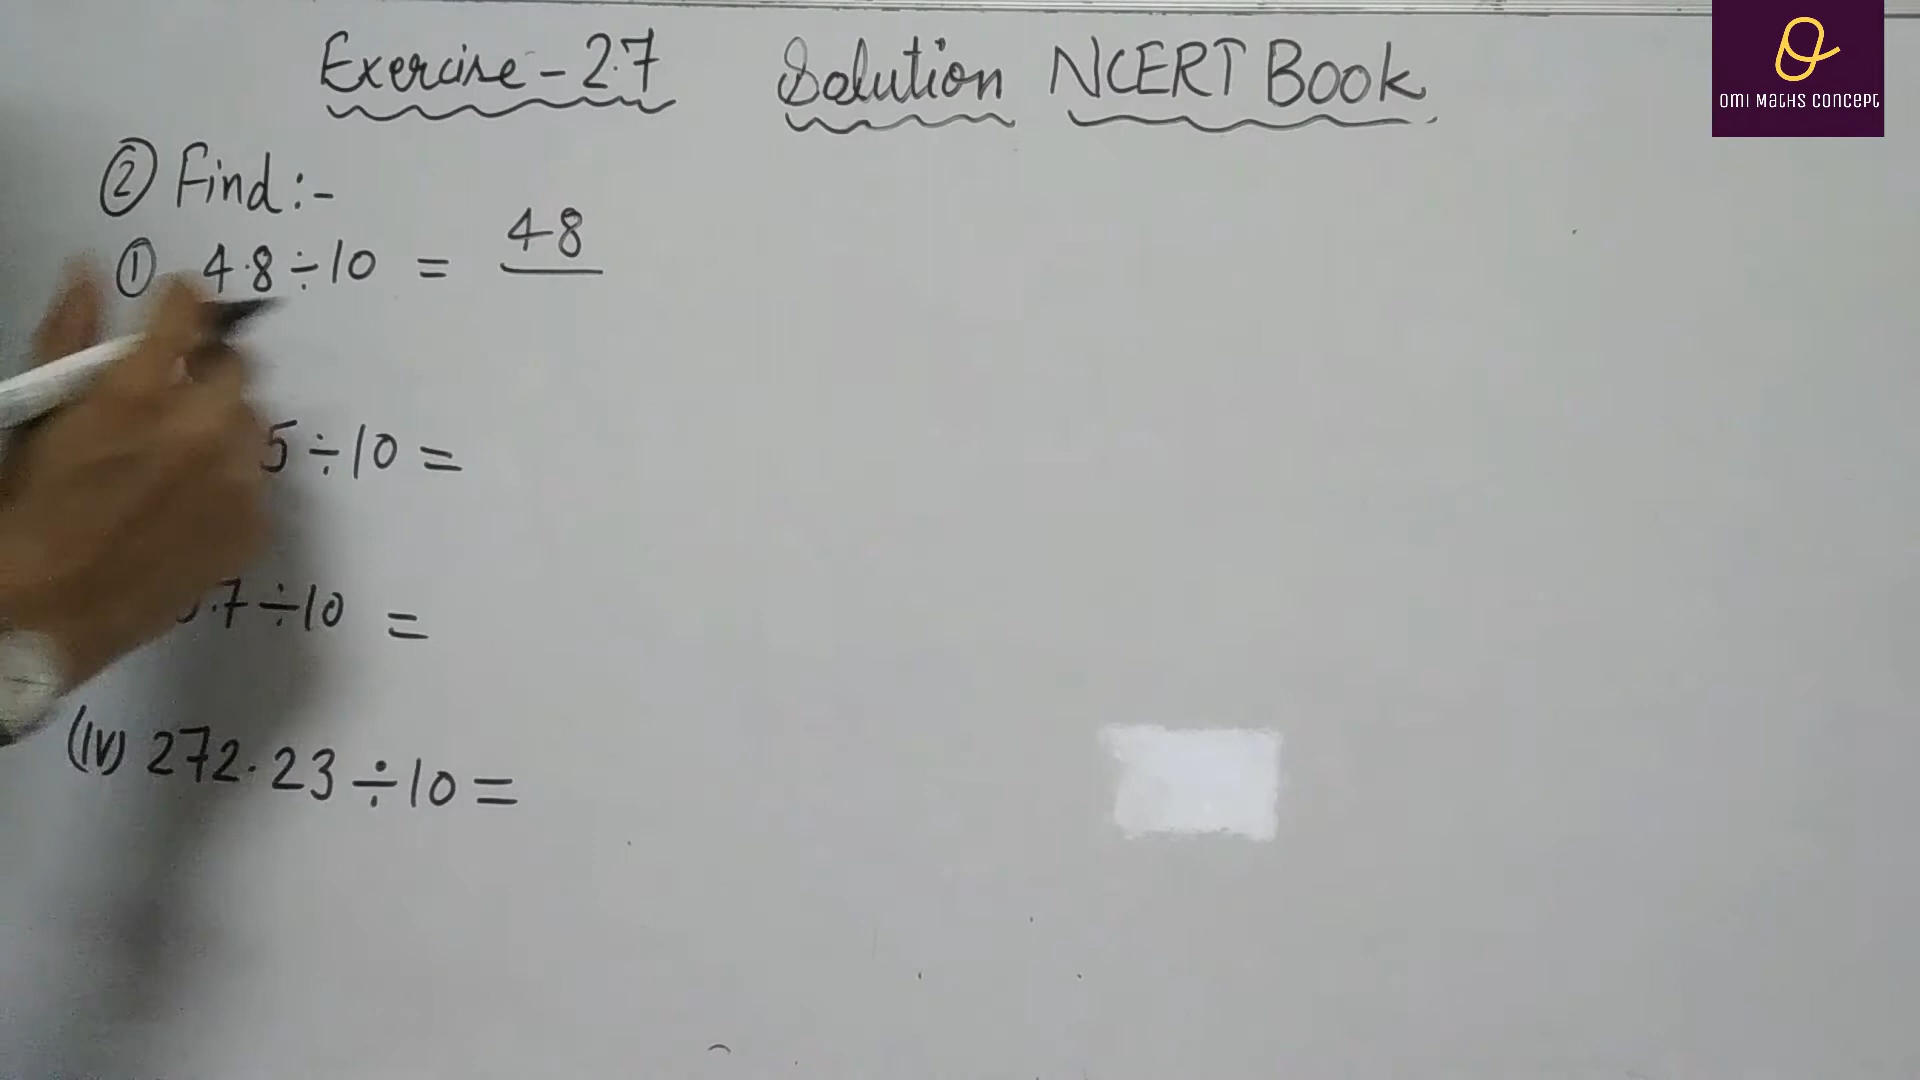 Exercise - 2.7 Solution NCERT Book
OMI MATHS CONCEPT
② Find :-
① 4.8 ÷ 10 = 48
5 ÷ 10 =
.7 ÷ 10 =
(iv) 272.23 ÷ 10 =